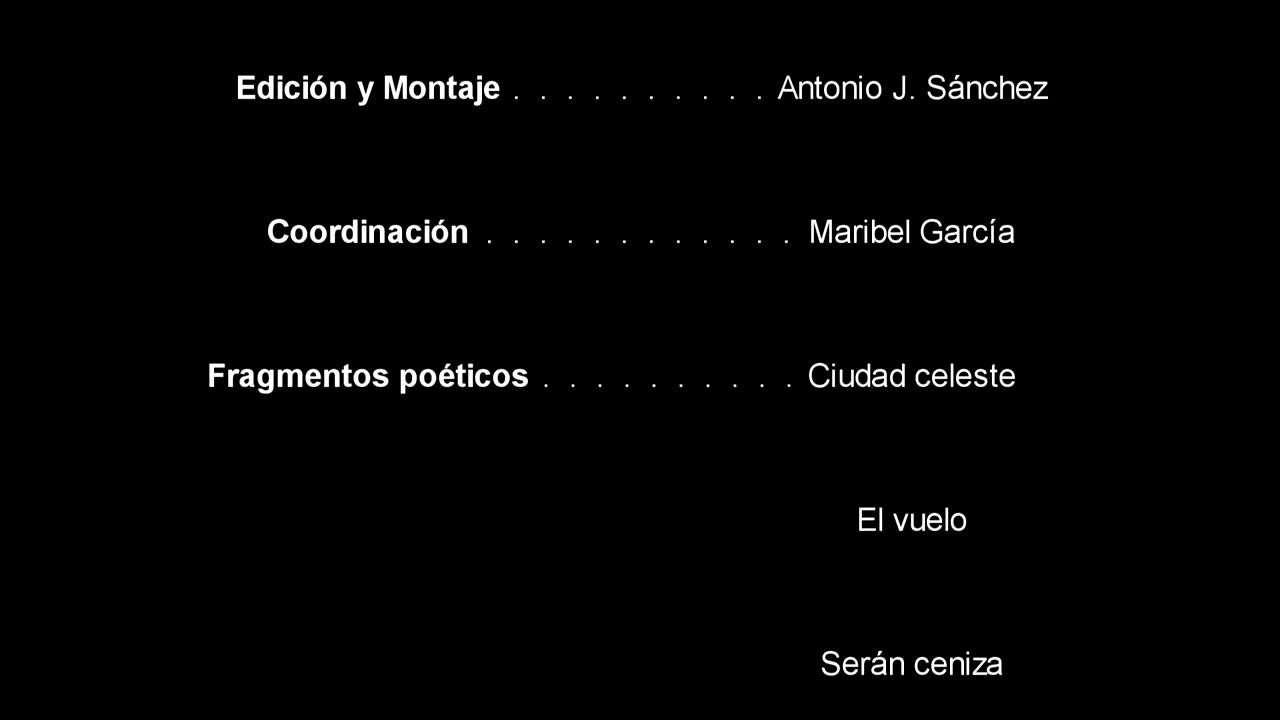 Edición y Montaje . . . . . . . . . . Antonio J. Sánchez
Coordinación . . . . . . . . . . . . Maribel García
Fragmentos poéticos . . . . . . . . . . Ciudad celeste
El vuelo
Serán ceniza